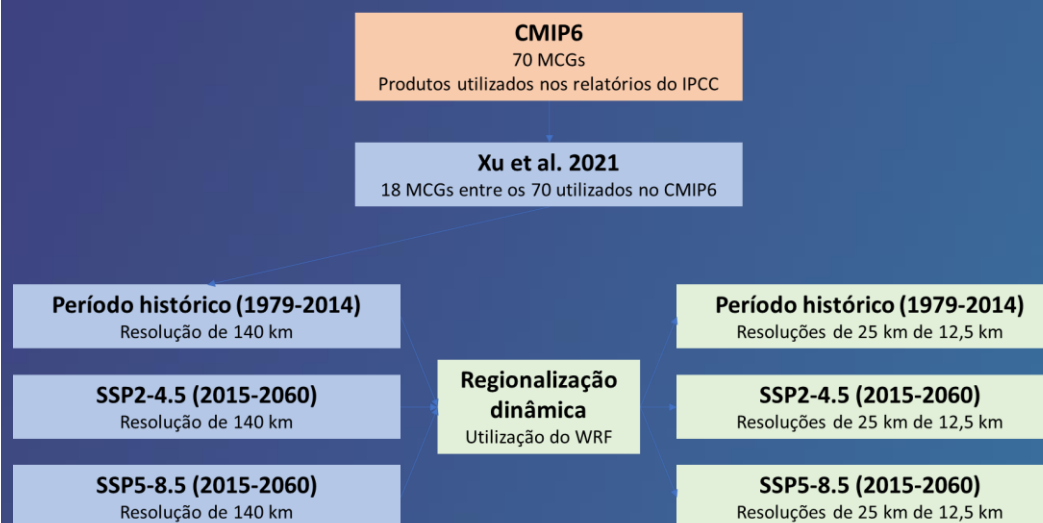 CMIP6
70 MCGs
Produtos utilizados nos relatórios do IPCC
Xu et al. 2021
18 MCGs entre os 70 utilizados no CMIP6
Período histórico (1979-2014)
Resolução de 140 km
SSP2-4.5 (2015-2060)
Resolução de 140 km
SSP5-8.5 (2015-2060)
Resolução de 140 km
Regionalização
dinâmica
Utilização do WRF
Período histórico (1979-2014)
Resoluções de 25 km de 12,5 km
SSP2-4.5 (2015-2060)
Resoluções de 25 km de 12,5 km
SSP5-8.5 (2015-2060)
Resoluções de 25 km de 12,5 km